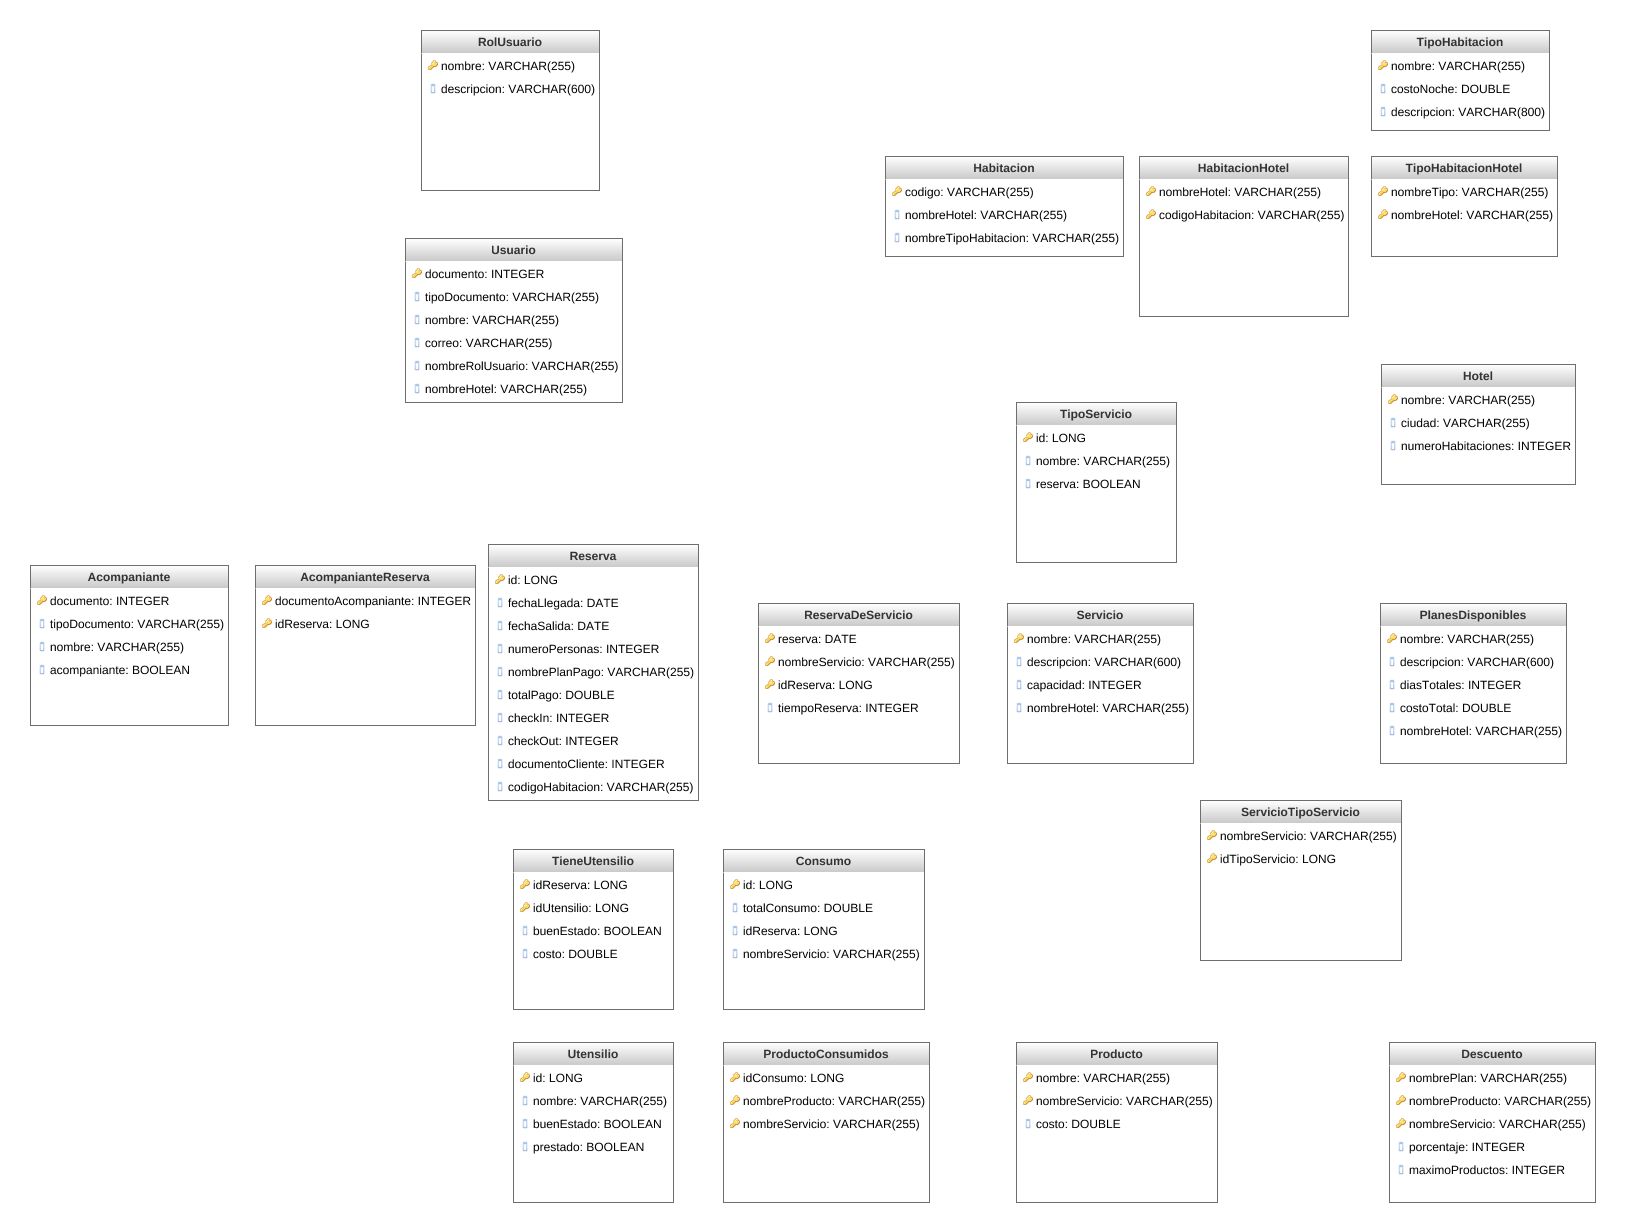 RolUsuario
nombre: VARCHAR(255)
descripcion: VARCHAR(600)
TipoHabitacion
nombre: VARCHAR(255)
costoNoche: DOUBLE
descripcion: VARCHAR(800)
Habitacion
codigo: VARCHAR(255)
nombreHotel: VARCHAR(255)
nombreTipoHabitacion: VARCHAR(255)
HabitacionHotel
nombreHotel: VARCHAR(255)
codigoHabitacion: VARCHAR(255)
TipoHabitacionHotel
nombreTipo: VARCHAR(255)
nombreHotel: VARCHAR(255)
Usuario
documento: INTEGER
tipoDocumento: VARCHAR(255)
nombre: VARCHAR(255)
correo: VARCHAR(255)
nombreRolUsuario: VARCHAR(255)
nombreHotel: VARCHAR(255)
Hotel
nombre: VARCHAR(255)
ciudad: VARCHAR(255)
numeroHabitaciones: INTEGER
TipoServicio
id: LONG
nombre: VARCHAR(255)
reserva: BOOLEAN
Acompaniante
documento: INTEGER
tipoDocumento: VARCHAR(255)
nombre: VARCHAR(255)
acompaniante: BOOLEAN
AcompanianteReserva
documentoAcompaniante: INTEGER
idReserva: LONG
Reserva
id: LONG
fechaLlegada: DATE
fechaSalida: DATE
numeroPersonas: INTEGER
nombrePlanPago: VARCHAR(255)
totalPago: DOUBLE
checkIn: INTEGER
checkOut: INTEGER
documentoCliente: INTEGER
codigoHabitacion: VARCHAR(255)
ReservaDeServicio
reserva: DATE
nombreServicio: VARCHAR(255)
idReserva: LONG
tiempoReserva: INTEGER
Servicio
nombre: VARCHAR(255)
descripcion: VARCHAR(600)
capacidad: INTEGER
nombreHotel: VARCHAR(255)
PlanesDisponibles
nombre: VARCHAR(255)
descripcion: VARCHAR(600)
diasTotales: INTEGER
costoTotal: DOUBLE
nombreHotel: VARCHAR(255)
ServicioTipoServicio
nombreServicio: VARCHAR(255)
idTipoServicio: LONG
TieneUtensilio
idReserva: LONG
idUtensilio: LONG
buenEstado: BOOLEAN
costo: DOUBLE
Consumo
id: LONG
totalConsumo: DOUBLE
idReserva: LONG
nombreServicio: VARCHAR(255)
Utensilio
id: LONG
nombre: VARCHAR(255)
buenEstado: BOOLEAN
prestado: BOOLEAN
ProductoConsumidos
idConsumo: LONG
nombreProducto: VARCHAR(255)
nombreServicio: VARCHAR(255)
Producto
nombre: VARCHAR(255)
nombreServicio: VARCHAR(255)
costo: DOUBLE
Descuento
nombrePlan: VARCHAR(255)
nombreProducto: VARCHAR(255)
nombreServicio: VARCHAR(255)
porcentaje: INTEGER
maximoProductos: INTEGER